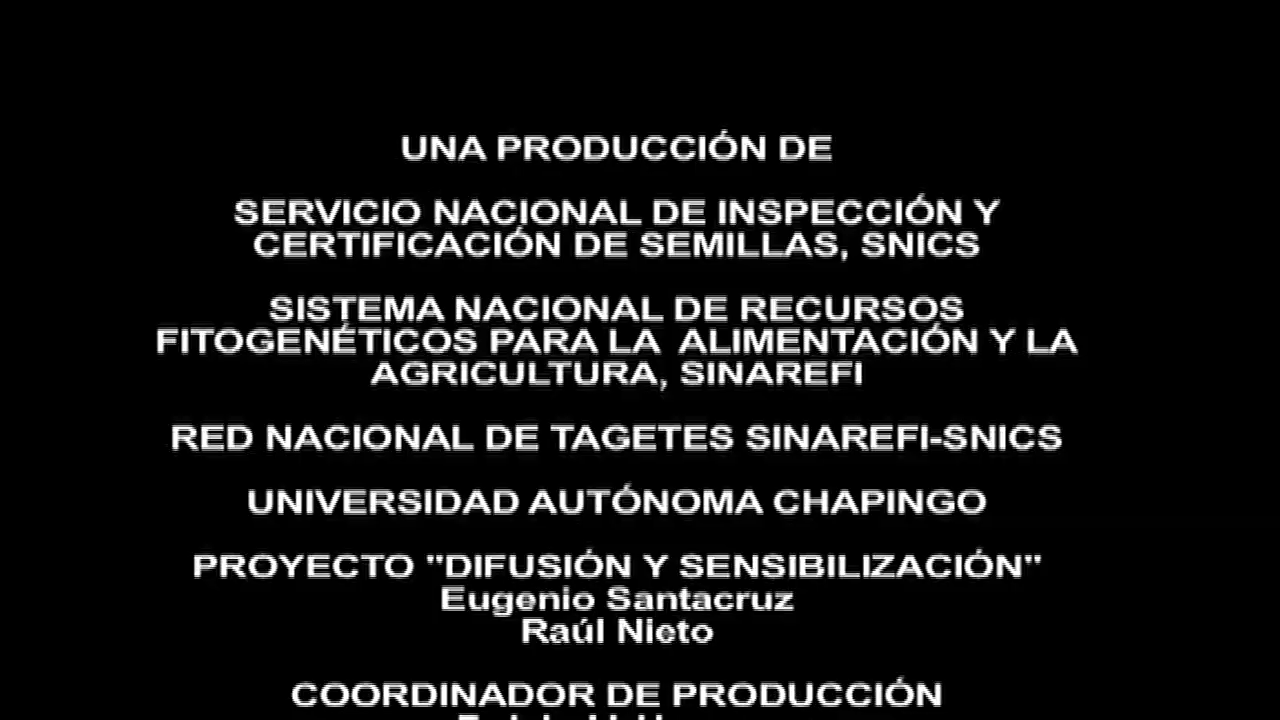 UNA PRODUCCIÓN DE
SERVICIO NACIONAL DE INSPECCIÓN Y
CERTIFICACIÓN DE SEMILLAS, SNICS
SISTEMA NACIONAL DE RECURSOS
FITOGENÉTICOS PARA LA ALIMENTACIÓN Y LA
AGRICULTURA, SINAREFI
RED NACIONAL DE TAGETES SINAREFI-SNICS
UNIVERSIDAD AUTÓNOMA CHAPINGO
PROYECTO "DIFUSIÓN Y SENSIBILIZACIÓN"
Eugenio Santacruz
Raúl Nieto
COORDINADOR DE PRODUCCIÓN